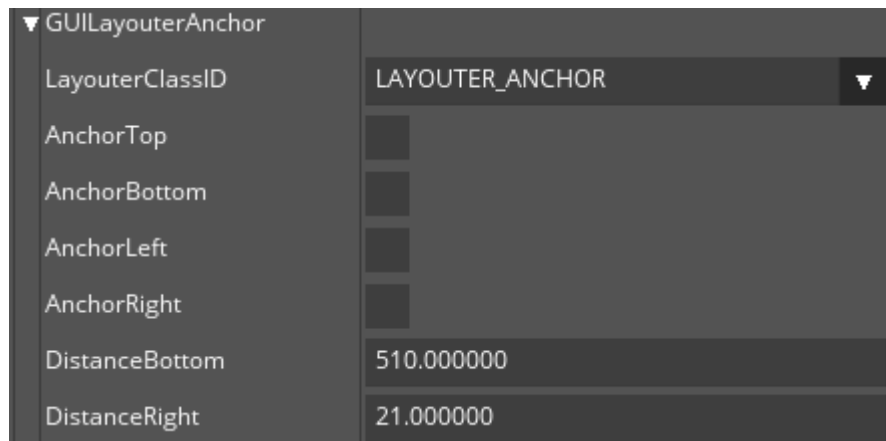 GUILayouterAnchor
LayouterClassID LAYOUTER_ANCHOR
AnchorTop
AnchorBottom
AnchorLeft
AnchorRight
DistanceBottom 510.000000
DistanceRight 21.000000